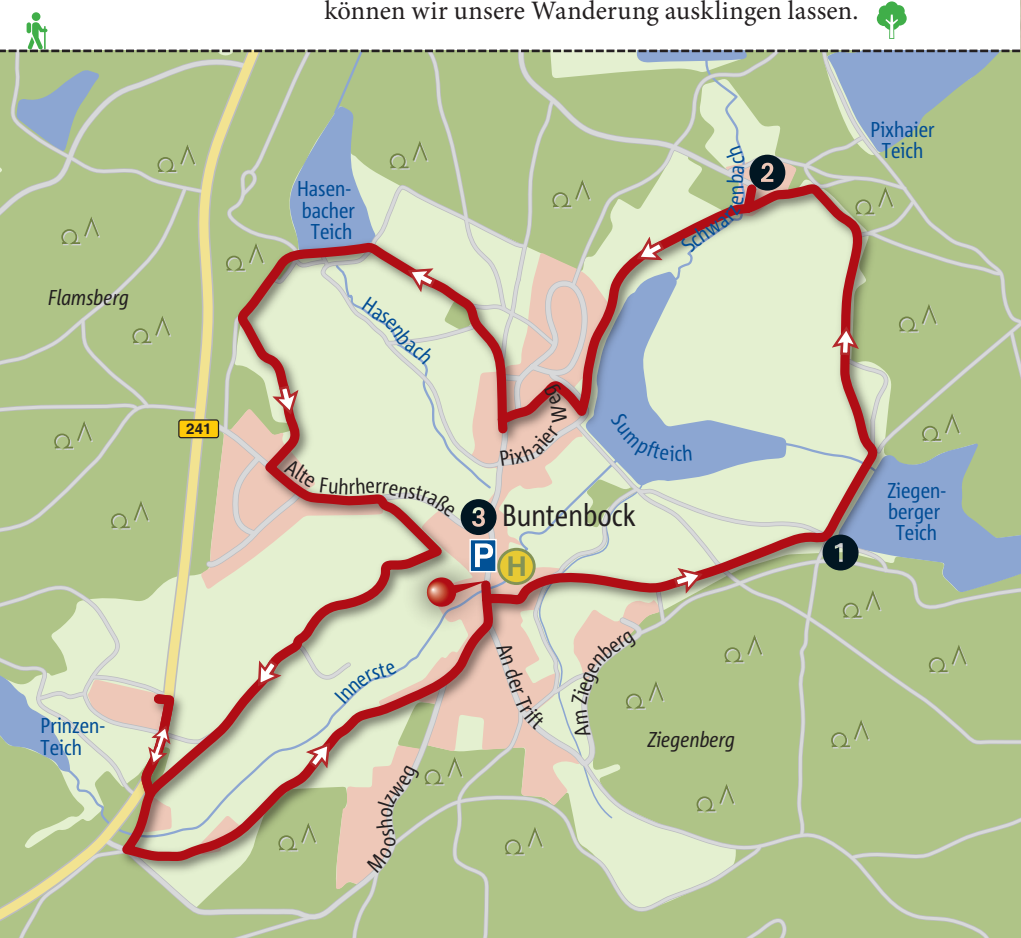 können wir unsere Wanderung ausklingen lassen.
Pixhaier
Teich
2
Schwarzenbach
Hasen-
bacher
Teich
Flamsberg
Hasenbach
241
Pixhaier Weg
Sumpfteich
Alte Fuhrherrenstraße
3
Buntenbock
P
H
Ziegen-
berger
Teich
1
Innerste
An der Trift
Am Ziegenberg
Ziegenberg
Prinzen-
Teich
Moosholzweg